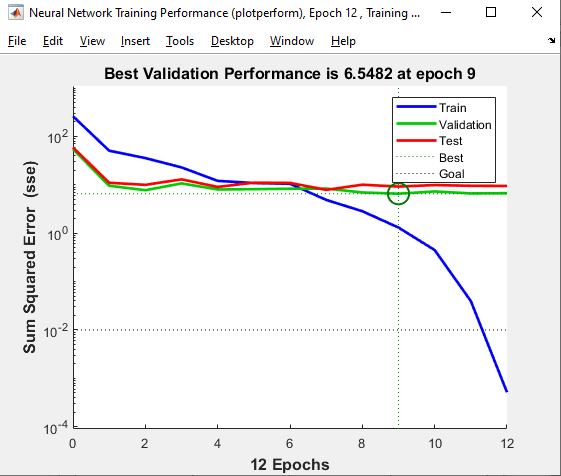 Neural Network Training Performance (plotperform), Epoch 12 , Training ...
File Edit View Insert Tools Desktop Window Help
Best Validation Performance is 6.5482 at epoch 9
Train
Validation
Test
Best
Goal
Sum Squared Error (sse)
10^2
10^0
10^-2
10^-4
0 2 4 6 8 10 12
12 Epochs